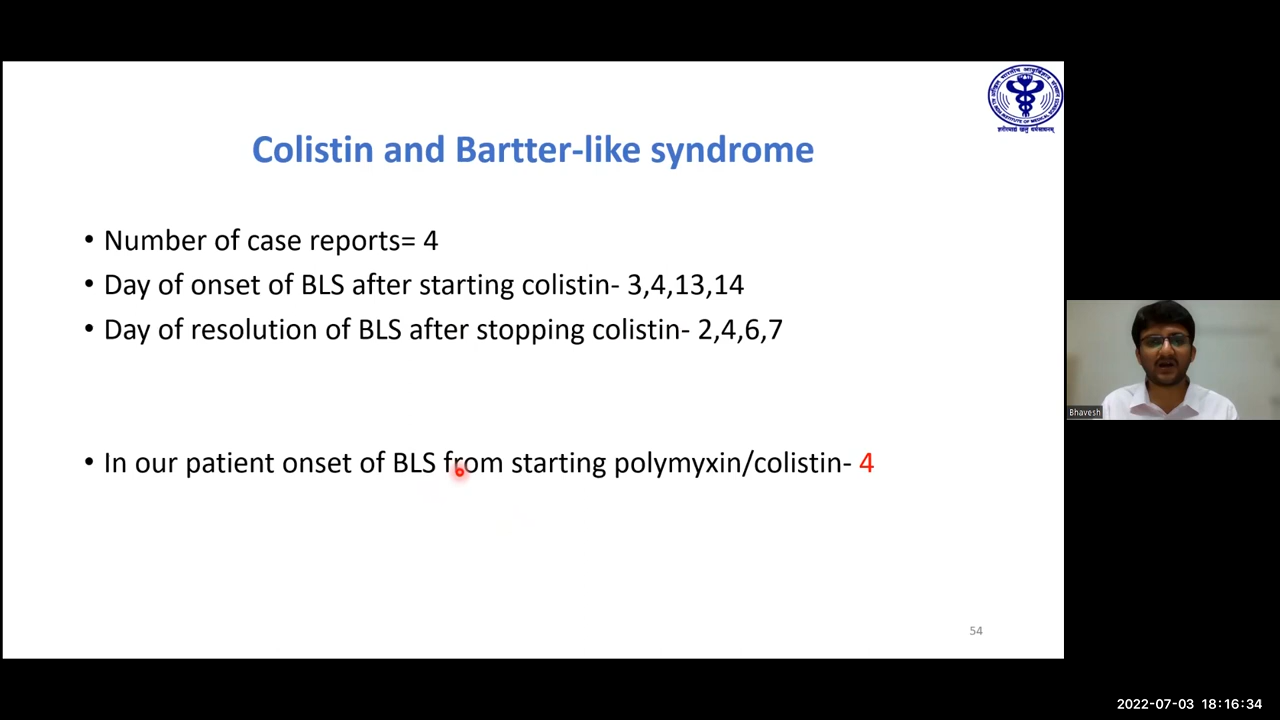 Colistin and Bartter-like syndrome
• Number of case reports= 4
• Day of onset of BLS after starting colistin- 3,4,13,14
• Day of resolution of BLS after stopping colistin- 2,4,6,7
• In our patient onset of BLS from starting polymyxin/colistin- 4
54
Bhavesh
2022-07-03 18:16:34